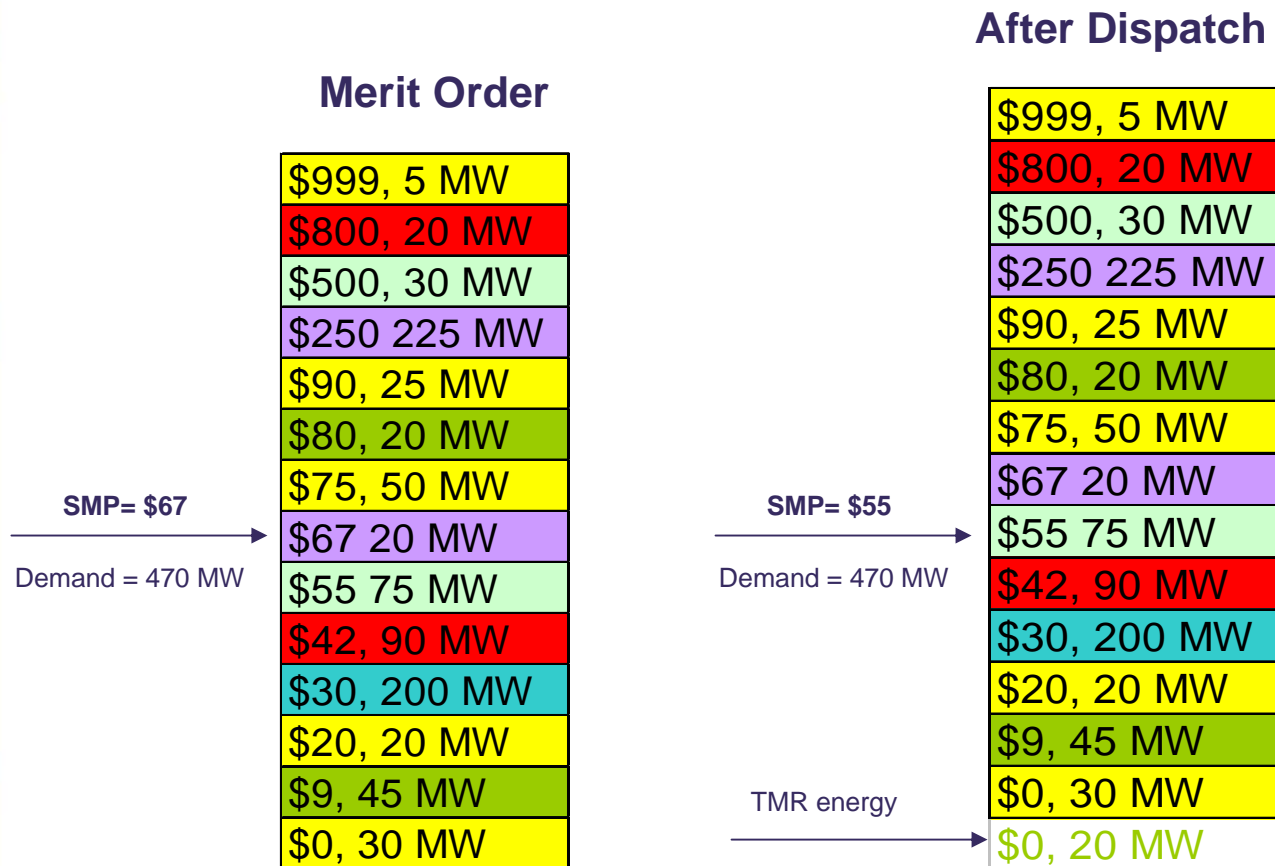 Merit Order
$999, 5 MW
$800, 20 MW
$500, 30 MW
$250 225 MW
$90, 25 MW
$80, 20 MW
$75, 50 MW
$67 20 MW
$55 75 MW
$42, 90 MW
$30, 200 MW
$20, 20 MW
$9, 45 MW
$0, 30 MW
SMP= $67
Demand = 470 MW
After Dispatch
$999, 5 MW
$800, 20 MW
$500, 30 MW
$250 225 MW
$90, 25 MW
$80, 20 MW
$75, 50 MW
$67 20 MW
$55 75 MW
$42, 90 MW
$30, 200 MW
$20, 20 MW
$9, 45 MW
$0, 30 MW
$0, 20 MW
SMP= $55
Demand = 470 MW
TMR energy